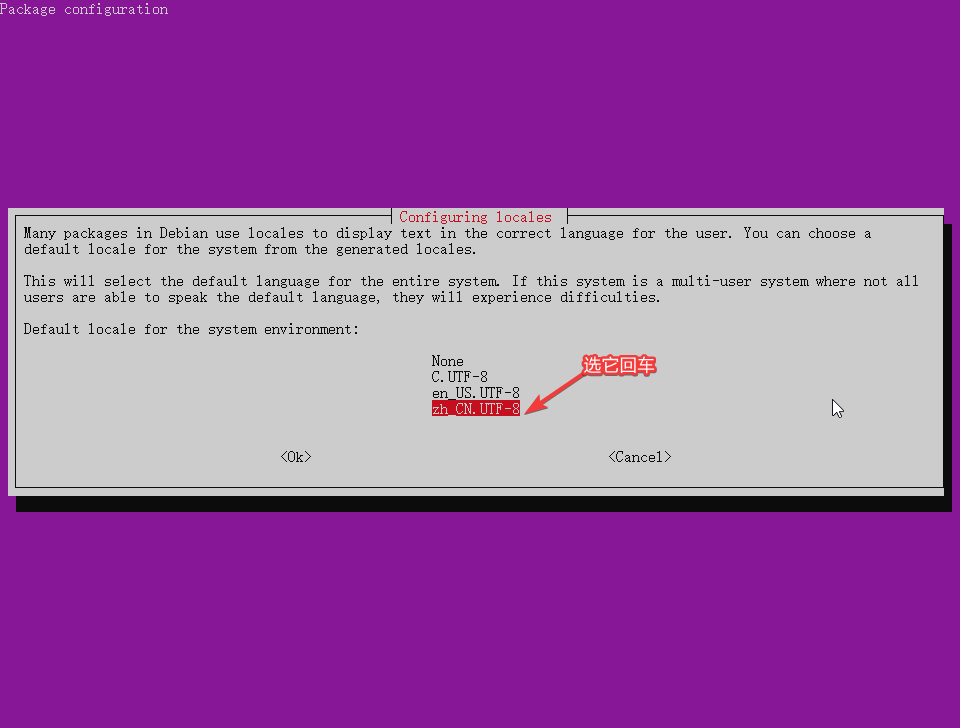 Package configuration
Configuring locales
Many packages in Debian use locales to display text in the correct language for the user. You can choose a
default locale for the system from the generated locales.
This will select the default language for the entire system. If this system is a multi-user system where not all
users are able to speak the default language, they will experience difficulties.
Default locale for the system environment:
None
选它回车
C.UTF-8
en_US.UTF-8
zh_CN.UTF-8
<Ok>
<Cancel>